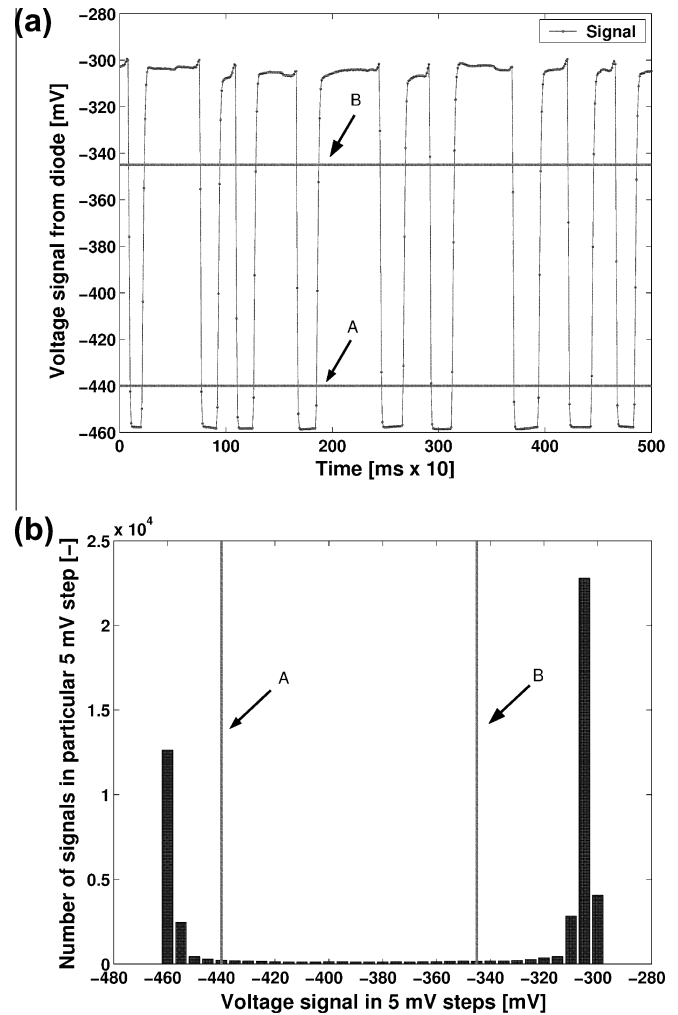 (a)
−280
−300
−320
−340
−360
−380
−400
−420
−440
−460
Voltage signal from diode [mV]
Signal
B
A
0
100
200
300
400
500
Time [ms x 10]
(b)
x 10^4
2.5
2
1.5
1
0.5
0
Number of signals in particular 5 mV step [−]
A
B
−480
−460
−440
−420
−400
−380
−360
−340
−320
−300
−280
Voltage signal in 5 mV steps [mV]